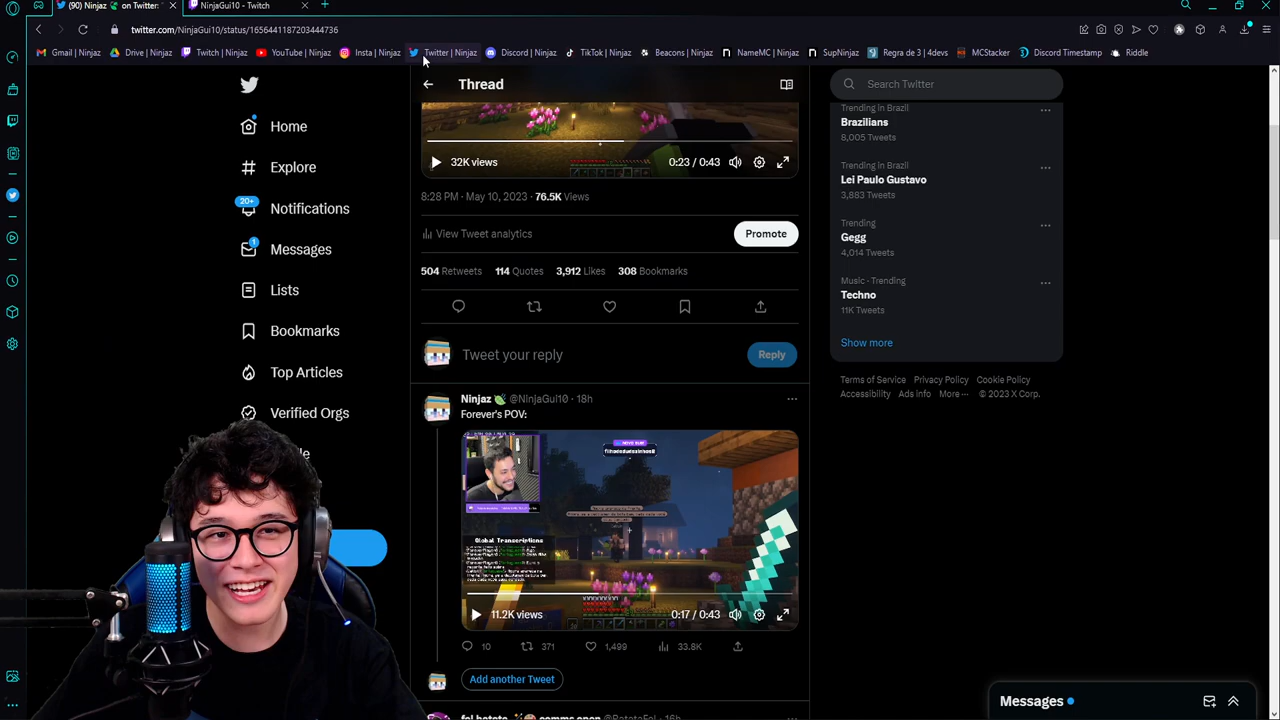 (90) Ninjaz on Twitter:
NinjaGui10 - Twitch
twitter.com/NinjaGui10/status/1656441187203444736
Gmail | Ninjaz
Drive | Ninjaz
Twitch | Ninjaz
YouTube | Ninjaz
Insta | Ninjaz
Twitter | Ninjaz
Discord | Ninjaz
TikTok | Ninjaz
Beacons | Ninjaz
NameMC | Ninjaz
SupNinjaz
Regra de 3 | 4devs
MCStacker
Discord Timestamp
Riddle
Home
Explore
20+
Notifications
1
Messages
Lists
Bookmarks
Top Articles
Verified Orgs
Thread
32K views
0:23 / 0:43
8:28 PM · May 10, 2023 · 76.5K Views
View Tweet analytics
Promote
504 Retweets 114 Quotes 3,912 Likes 308 Bookmarks
Tweet your reply
Reply
Ninjaz @NinjaGui10 · 18h
Forever's POV:
Global Transcriptions
11.2K views
0:17 / 0:43
10 371 1,499 33.8K
Add another Tweet
@RatataFoi · 16h
Search Twitter
Trending in Brazil
Brazilians
8,005 Tweets
Trending in Brazil
Lei Paulo Gustavo
3,883 Tweets
Trending
Gegg
4,014 Tweets
Music · Trending
Techno
11K Tweets
Show more
Terms of Service Privacy Policy Cookie Policy
Accessibility Ads info More ··· © 2023 X Corp.
Messages